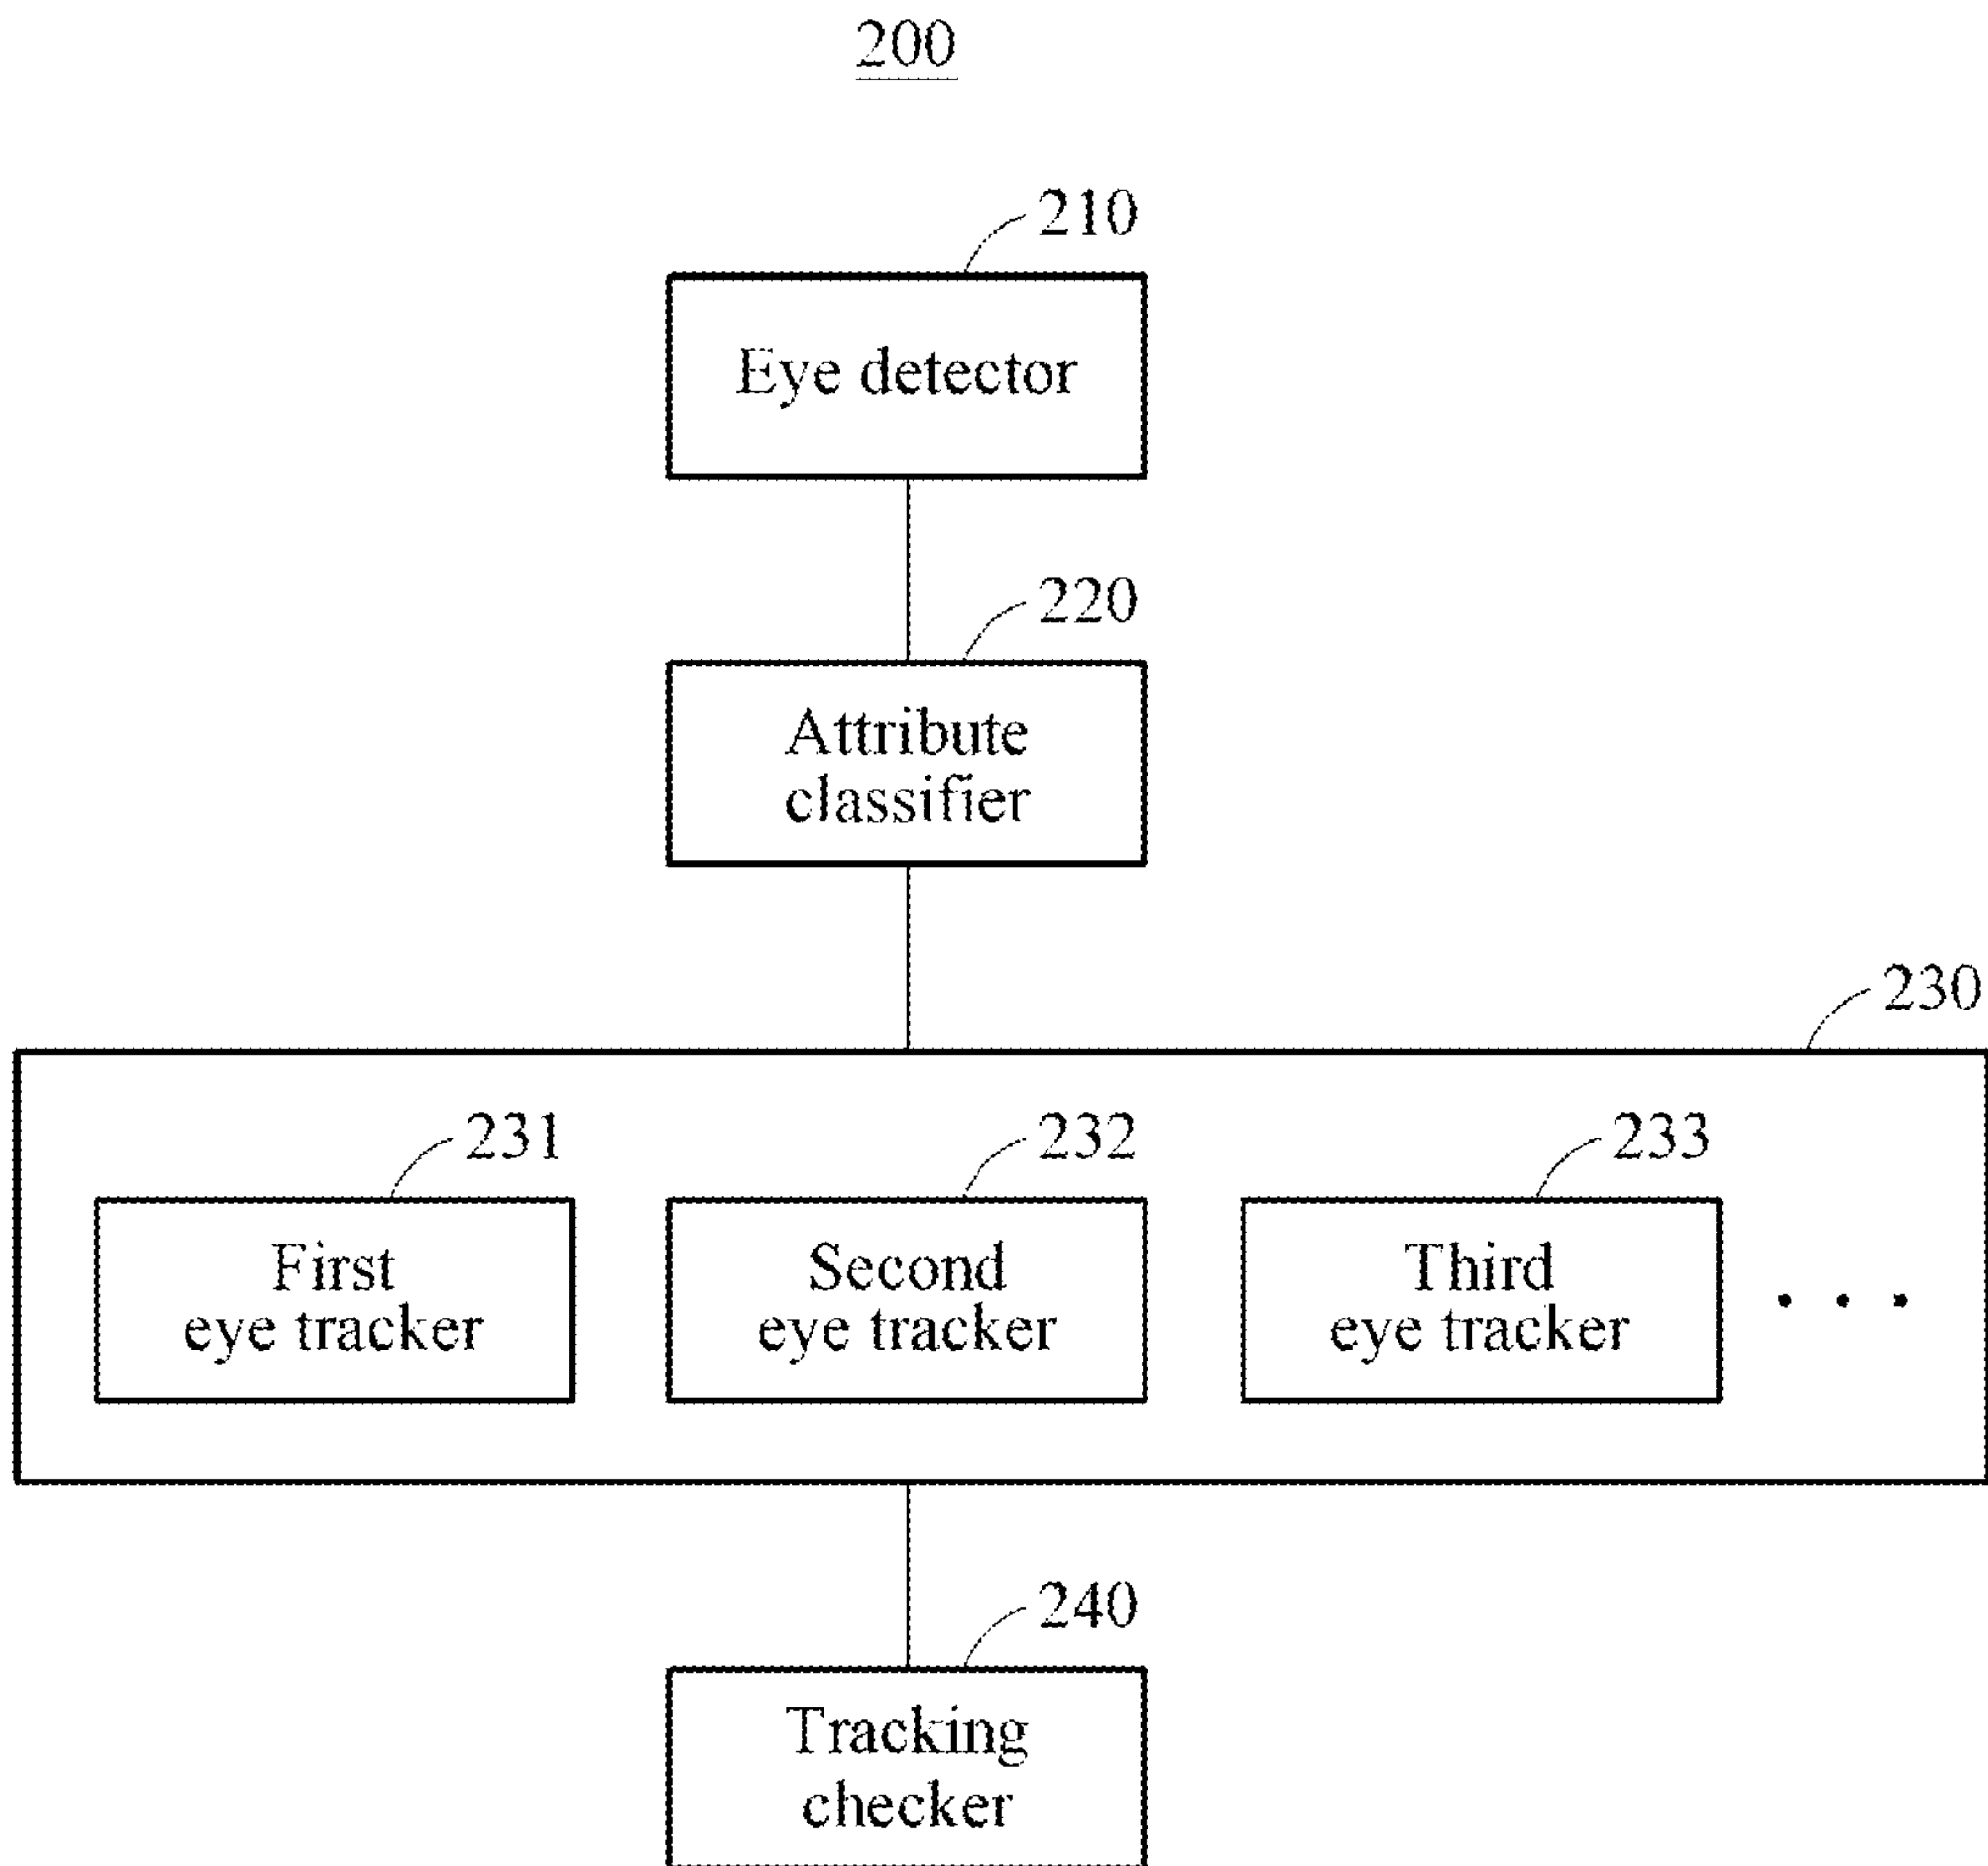 200
210
Eye detector
220
Attribute
classifier
230
231
232
233
First
eye tracker
Second
eye tracker
Third
eye tracker
. . .
240
Tracking
checker